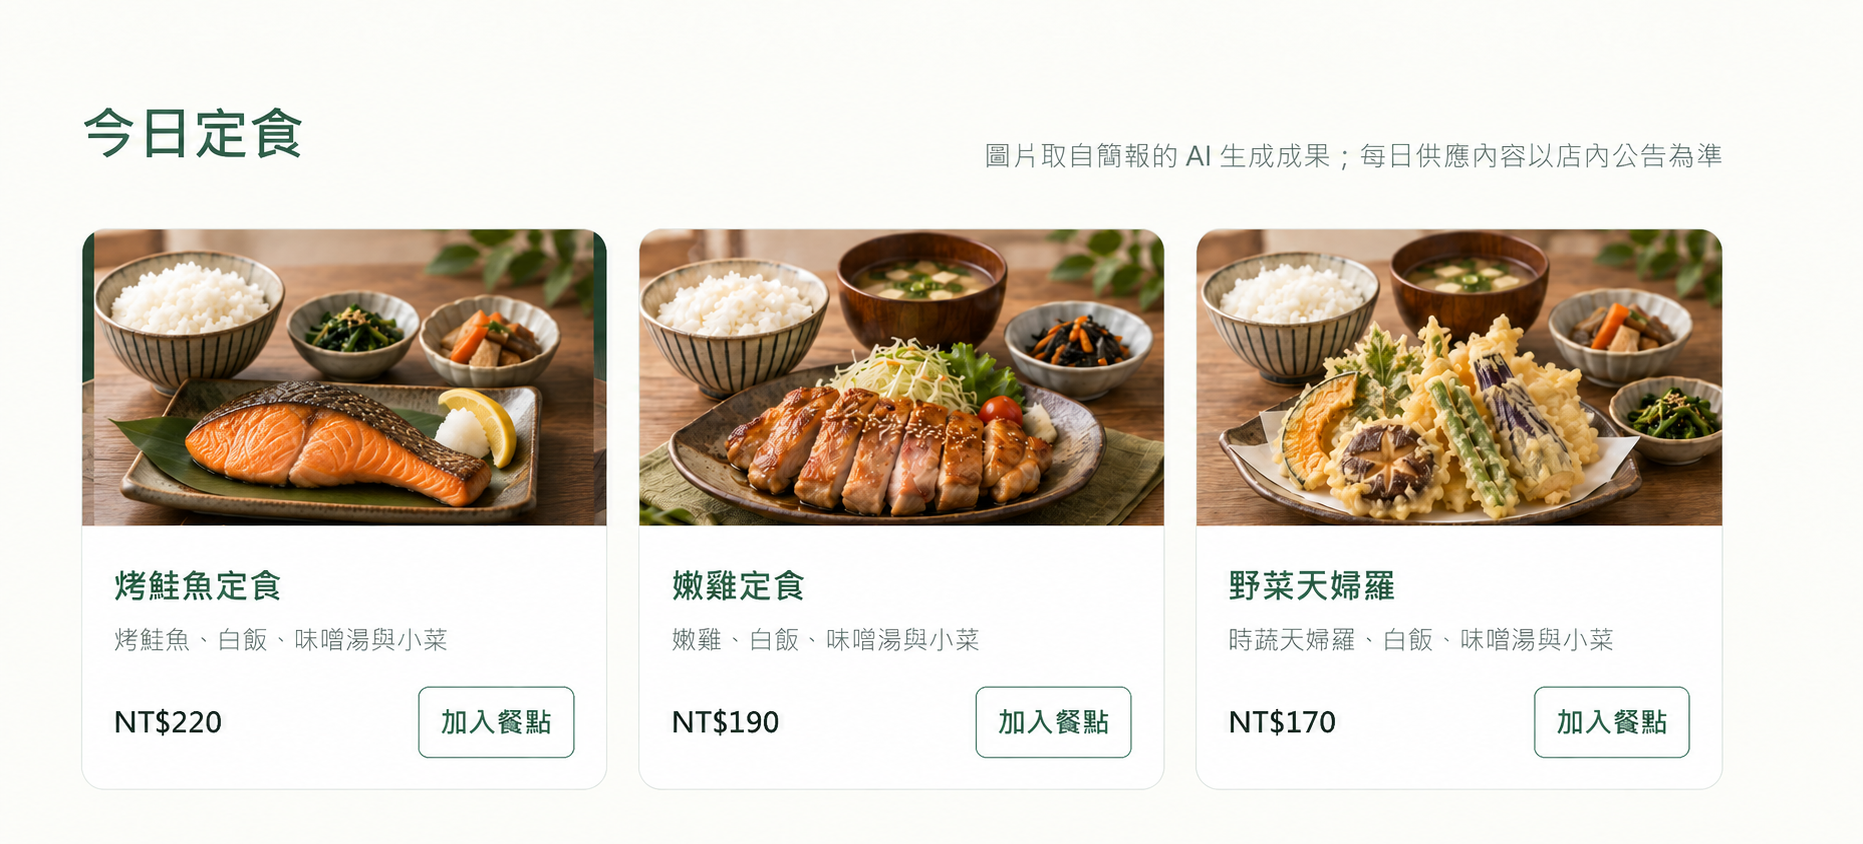 今日定食
圖片取自簡報的 AI 生成成果；每日供應內容以店內公告為準
烤鮭魚定食
烤鮭魚、白飯、味噌湯與小菜
NT$220
加入餐點
嫩雞定食
嫩雞、白飯、味噌湯與小菜
NT$190
加入餐點
野菜天婦羅
時蔬天婦羅、白飯、味噌湯與小菜
NT$170
加入餐點